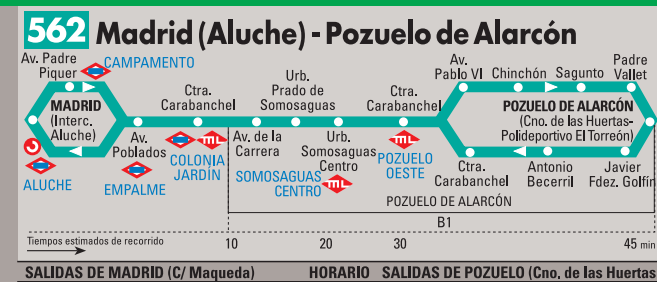 562 Madrid (Aluche) - Pozuelo de Alarcón
Av. Padre
Piquer
CAMPAMENTO
MADRID
(Interc.
Aluche)
ALUCHE
Av.
Poblados
EMPALME
Ctra.
Carabanchel
ML
COLONIA
JARDÍN
Av. de la
Carrera
Urb.
Prado de
Somosaguas
Urb.
Somosaguas
Centro
SOMOSAGUAS
CENTRO
ML
Ctra.
Carabanchel
ML
POZUELO
OESTE
Av.
Pablo VI
Chinchón
Sagunto
Padre
Vallet
POZUELO DE ALARCÓN
(Cno. de las Huertas-
Polideportivo El Torreón)
Ctra.
Carabanchel
Antonio
Becerril
Javier
Fdez. Golfín
POZUELO DE ALARCÓN
B1
Tiempos estimados de recorrido
10 20 30 45 min
SALIDAS DE MADRID (C/ Maqueda) HORARIO SALIDAS DE POZUELO (Cno. de las Huertas